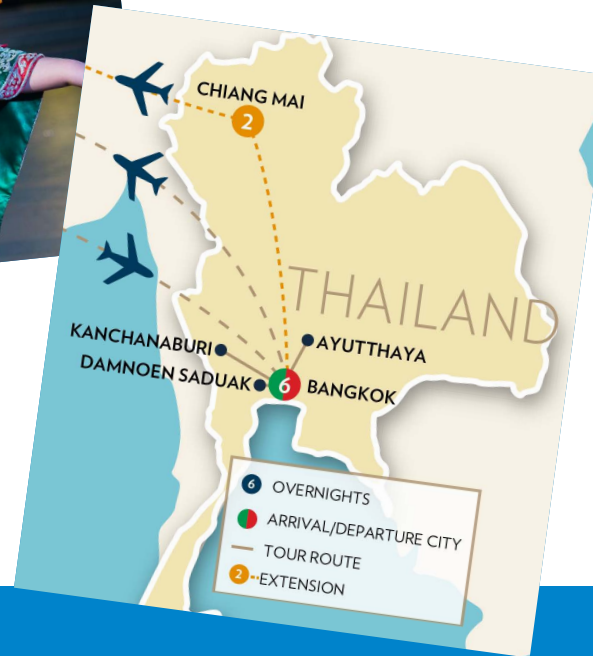 CHIANG MAI
2
THAILAND
KANCHANABURI
AYUTTHAYA
DAMNOEN SADUAK
6
BANGKOK
6 OVERNIGHTS
ARRIVAL/DEPARTURE CITY
TOUR ROUTE
2 EXTENSION